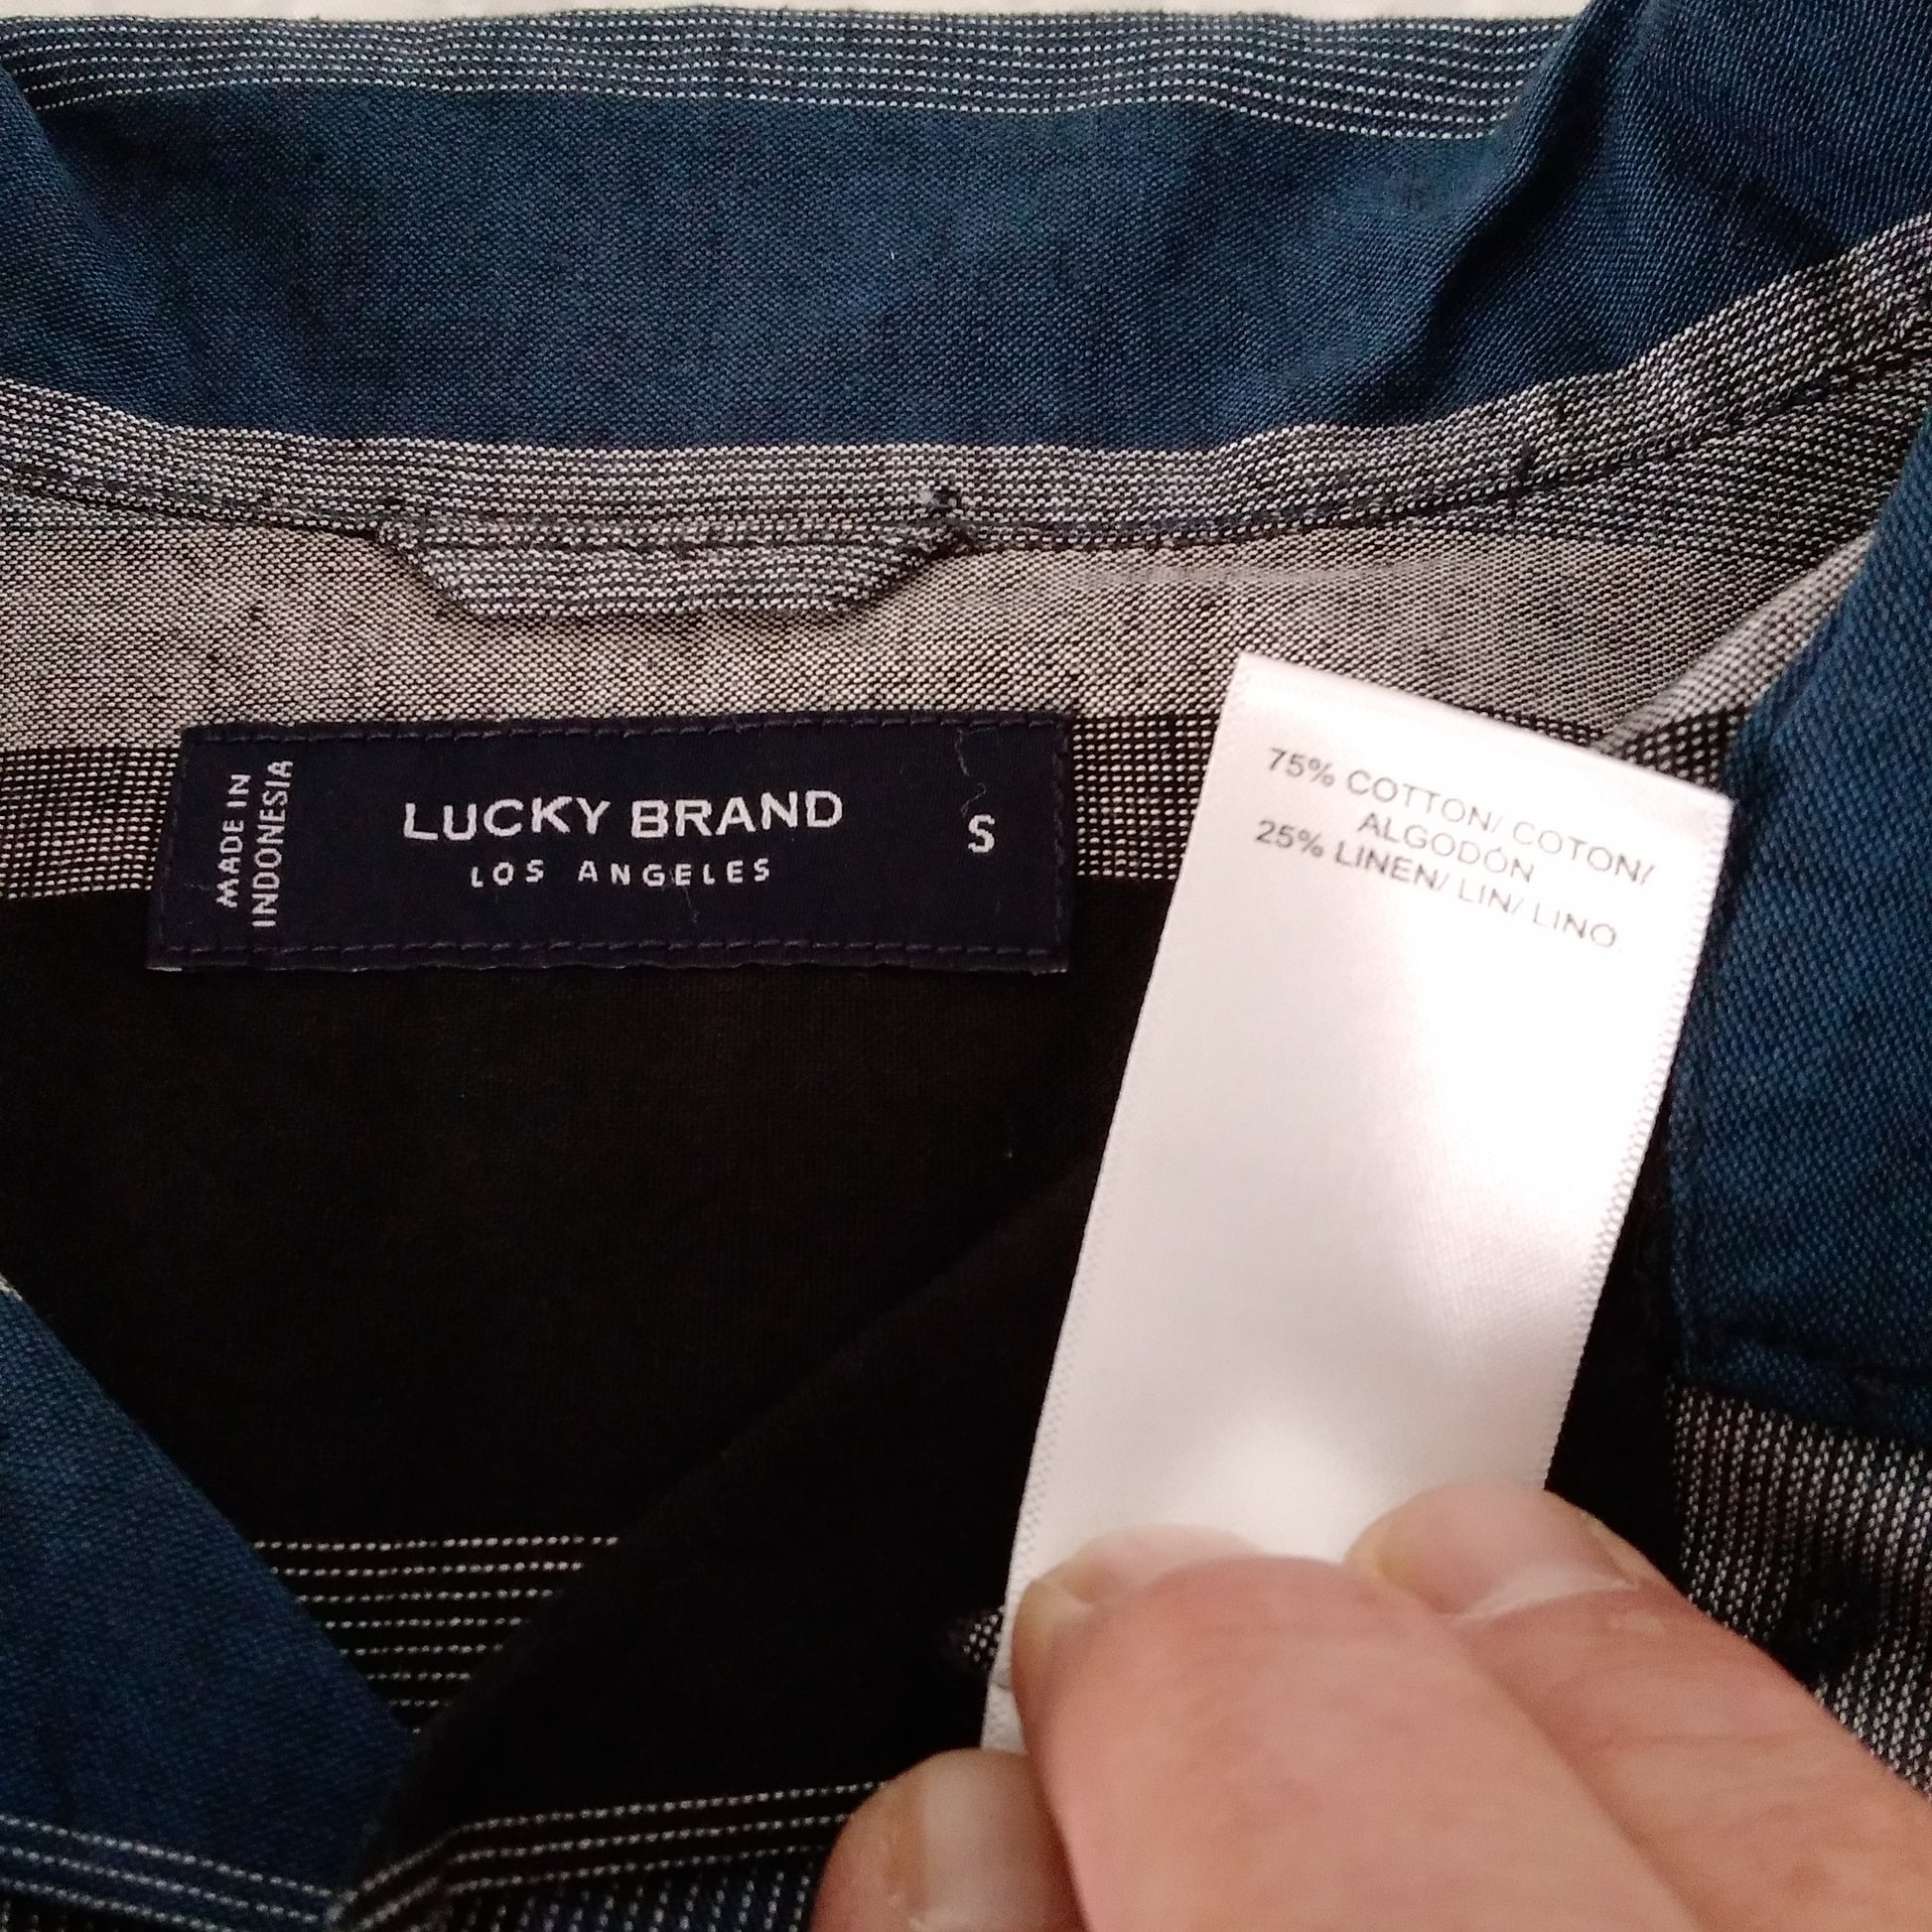 MADE IN
INDONESIA
LUCKY BRAND
LOS ANGELES
S
75% COTTON/ COTON/
ALGODÓN
25% LINEN/ LIN/ LINO